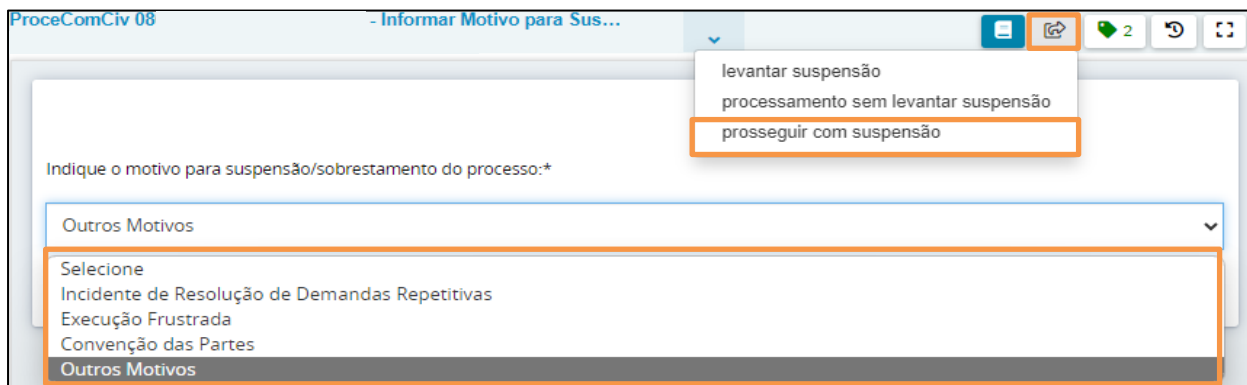 ProceComCiv 08 - Informar Motivo para Sus...
2
levantar suspensão
processamento sem levantar suspensão
prosseguir com suspensão
Indique o motivo para suspensão/sobrestamento do processo:*
Outros Motivos
Selecione
Incidente de Resolução de Demandas Repetitivas
Execução Frustrada
Convenção das Partes
Outros Motivos